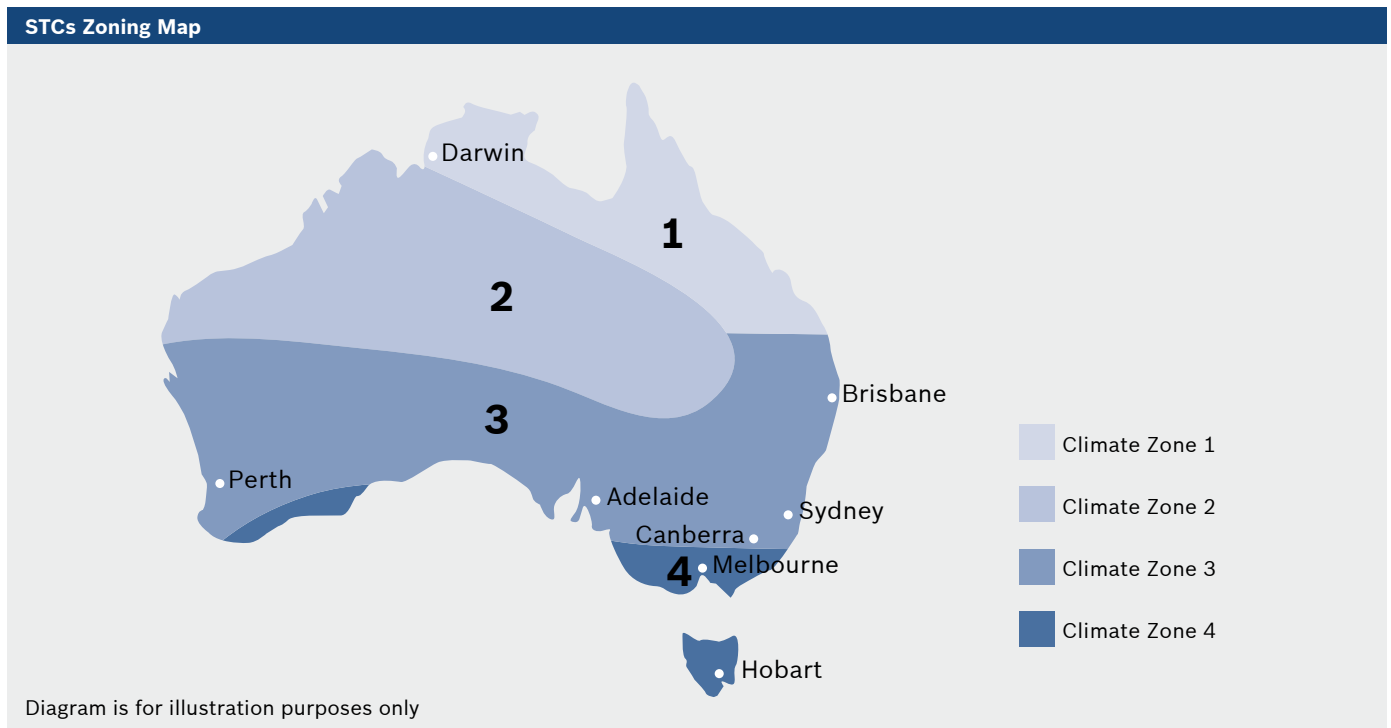 STCs Zoning Map
Darwin
1
2
Brisbane
3
Climate Zone 1
Perth
Adelaide
Climate Zone 2
Sydney
Canberra
Melbourne
4
Climate Zone 3
Climate Zone 4
Hobart
Diagram is for illustration purposes only